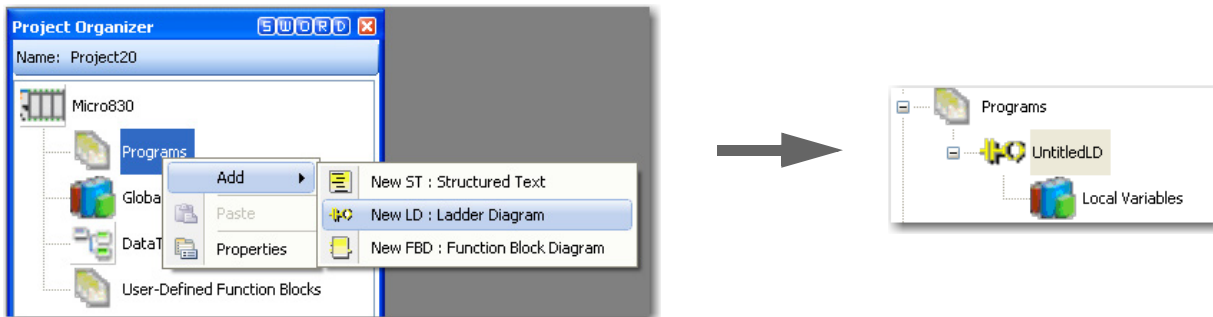 Project Organizer SWORD
Name: Project20
Micro830
Programs
Add
New ST : Structured Text
Globa
Paste
New LD : Ladder Diagram
DataT
Properties
New FBD : Function Block Diagram
User-Defined Function Blocks
Programs
UntitledLD
Local Variables